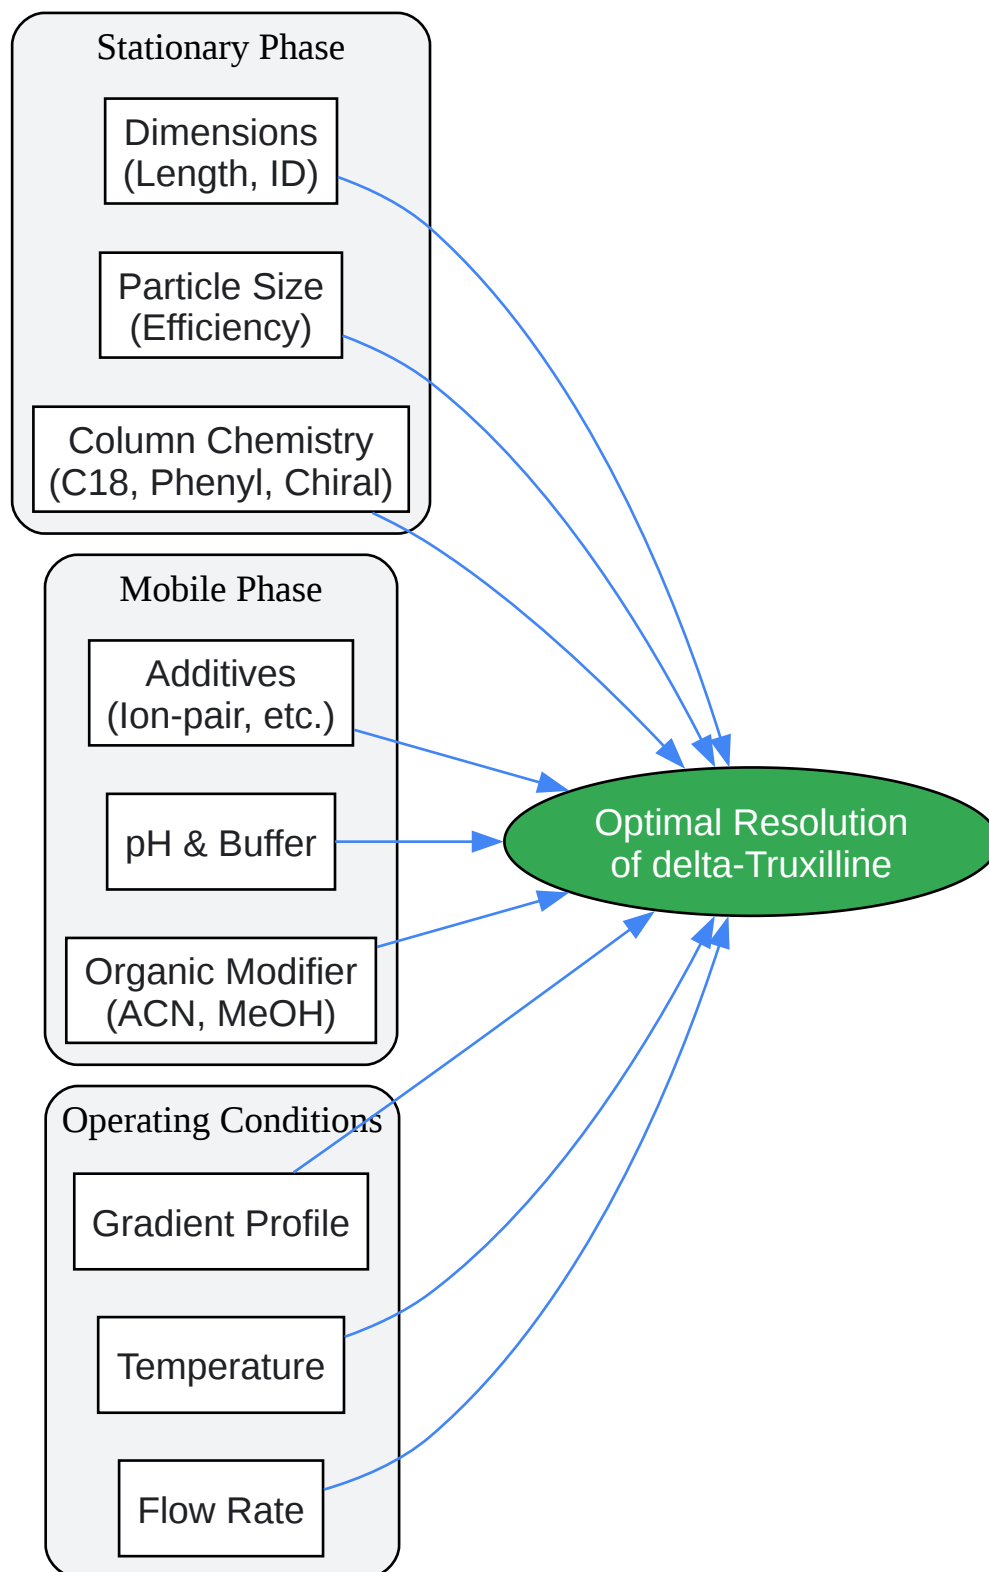 Stationary Phase
Dimensions
(Length, ID)
Particle Size
(Efficiency)
Column Chemistry
(C18, Phenyl, Chiral)
Mobile Phase
Additives
(Ion-pair, etc.)
pH & Buffer
Organic Modifier
(ACN, MeOH)
Operating Conditions
Gradient Profile
Temperature
Flow Rate
Optimal Resolution
of delta-Truxilline